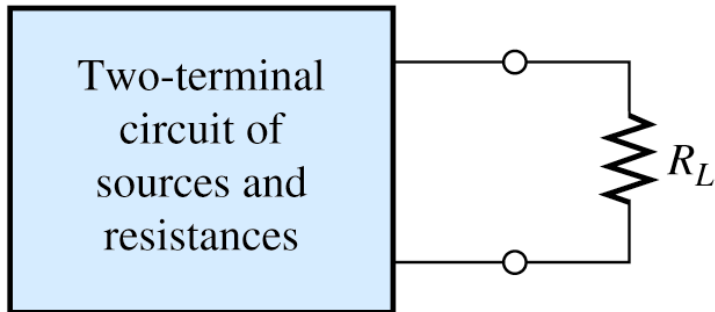 Two-terminal
circuit of
sources and
resistances
R_L